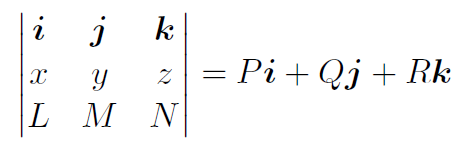 | i j k |
| x y z | = Pi + Qj + Rk
| L M N |